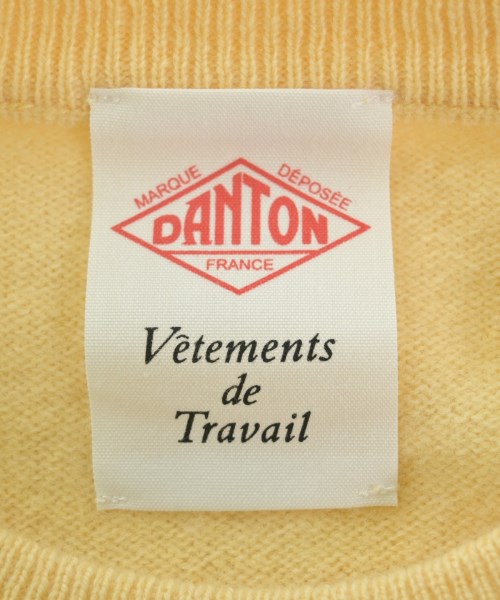 MARQUE DÉPOSÉE
DANTON
FRANCE
Vêtements
de
Travail